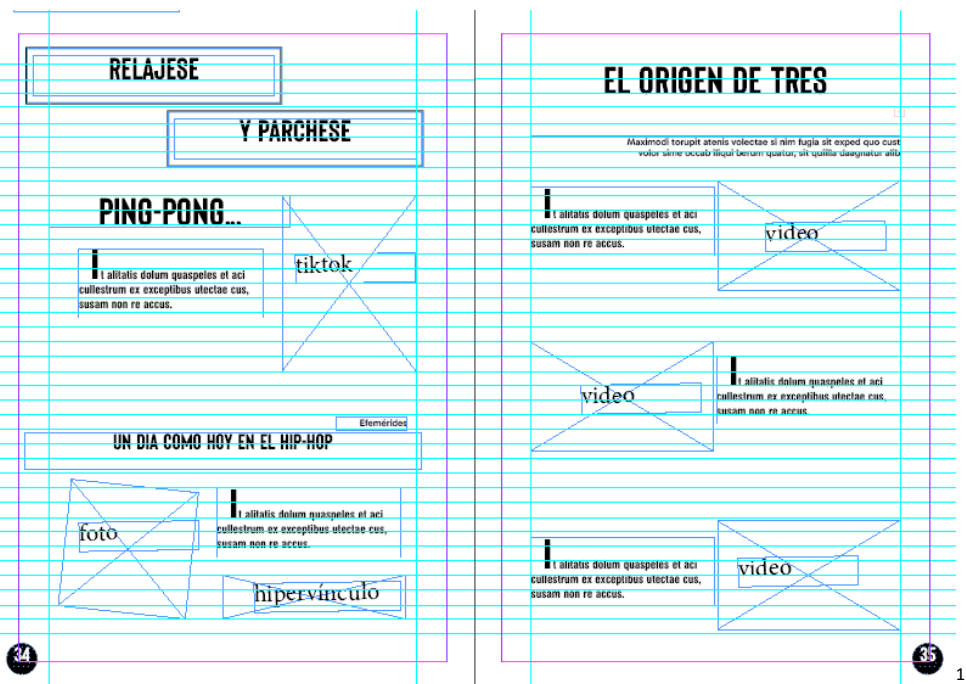 RELAJESE
Y PARCHESE
PING-PONG...
It alitatis dolum quaspeles et aci
cullestrum ex exceptibus utectae cus,
susam non re accus.
tiktok
Efemérides
UN DIA COMO HOY EN EL HIP-HOP
foto
It alitatis dolum quaspeles et aci
cullestrum ex exceptibus utectae cus,
susam non re accus.
hipervínculo
34
EL ORIGEN DE TRES
Maximodi torupit atenis volectae si nim fugia sit exped quo cust
volor sime occab iliqui berum quatur, sit quiilla daagnatur alib
It alitatis dolum quaspeles et aci
cullestrum ex exceptibus utectae cus,
susam non re accus.
video
video
It alitatis dolum quaspeles et aci
cullestrum ex exceptibus utectae cus,
susam non re accus.
It alitatis dolum quaspeles et aci
cullestrum ex exceptibus utectae cus,
susam non re accus.
video
35
1